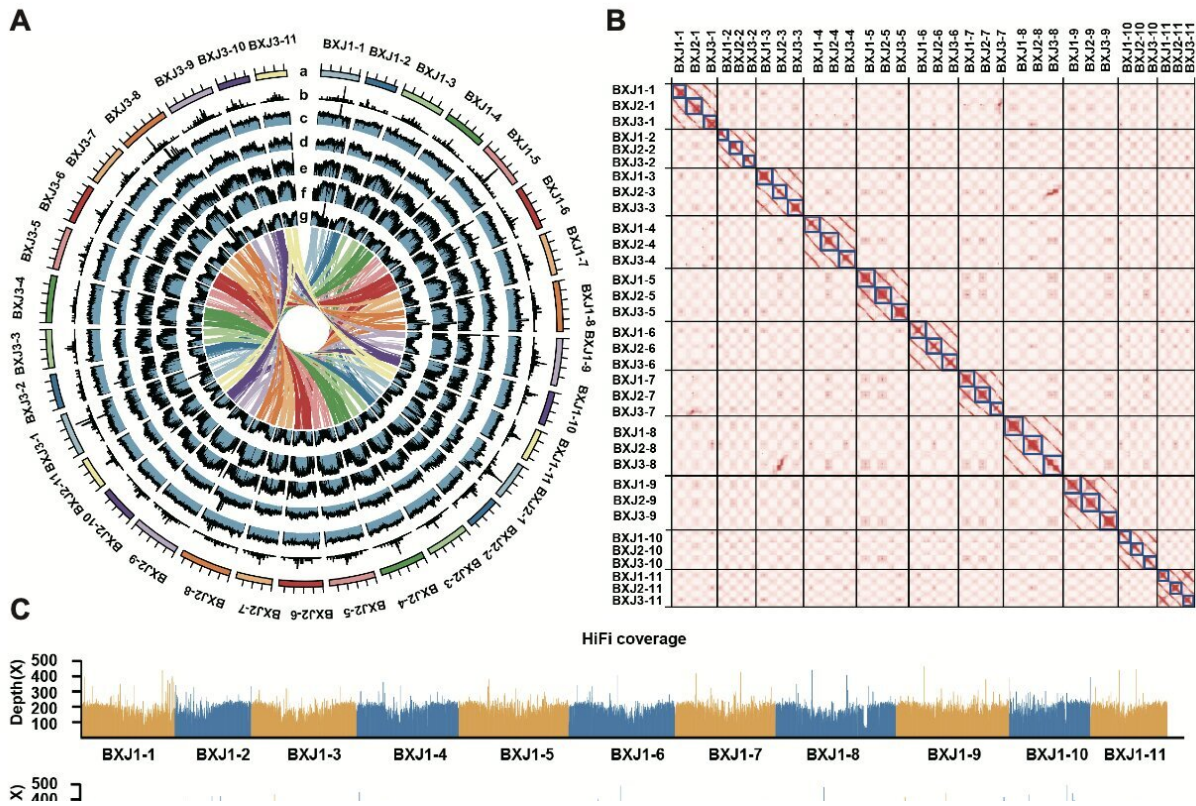 A
BXJ1-1
BXJ1-2
BXJ1-3
BXJ1-4
BXJ1-5
BXJ1-6
BXJ1-7
BXJ1-8
BXJ1-9
BXJ1-10
BXJ1-11
BXJ2-1
BXJ2-2
BXJ2-3
BXJ2-4
BXJ2-5
BXJ2-6
BXJ2-7
BXJ2-8
BXJ2-9
BXJ2-10
BXJ2-11
BXJ3-1
BXJ3-2
BXJ3-3
BXJ3-4
BXJ3-5
BXJ3-6
BXJ3-7
BXJ3-8
BXJ3-9
BXJ3-10
BXJ3-11
a
b
c
d
e
f
g
B
BXJ1-1
BXJ2-1
BXJ3-1
BXJ1-2
BXJ2-2
BXJ3-2
BXJ1-3
BXJ2-3
BXJ3-3
BXJ1-4
BXJ2-4
BXJ3-4
BXJ1-5
BXJ2-5
BXJ3-5
BXJ1-6
BXJ2-6
BXJ3-6
BXJ1-7
BXJ2-7
BXJ3-7
BXJ1-8
BXJ2-8
BXJ3-8
BXJ1-9
BXJ2-9
BXJ3-9
BXJ1-10
BXJ2-10
BXJ3-10
BXJ1-11
BXJ2-11
BXJ3-11
BXJ1-1
BXJ2-1
BXJ3-1
BXJ1-2
BXJ2-2
BXJ3-2
BXJ1-3
BXJ2-3
BXJ3-3
BXJ1-4
BXJ2-4
BXJ3-4
BXJ1-5
BXJ2-5
BXJ3-5
BXJ1-6
BXJ2-6
BXJ3-6
BXJ1-7
BXJ2-7
BXJ3-7
BXJ1-8
BXJ2-8
BXJ3-8
BXJ1-9
BXJ2-9
BXJ3-9
BXJ1-10
BXJ2-10
BXJ3-10
BXJ1-11
BXJ2-11
BXJ3-11
C
HiFi coverage
Depth(X)
500
400
300
200
100
BXJ1-1 BXJ1-2 BXJ1-3 BXJ1-4 BXJ1-5 BXJ1-6 BXJ1-7 BXJ1-8 BXJ1-9 BXJ1-10 BXJ1-11
X)
500
400